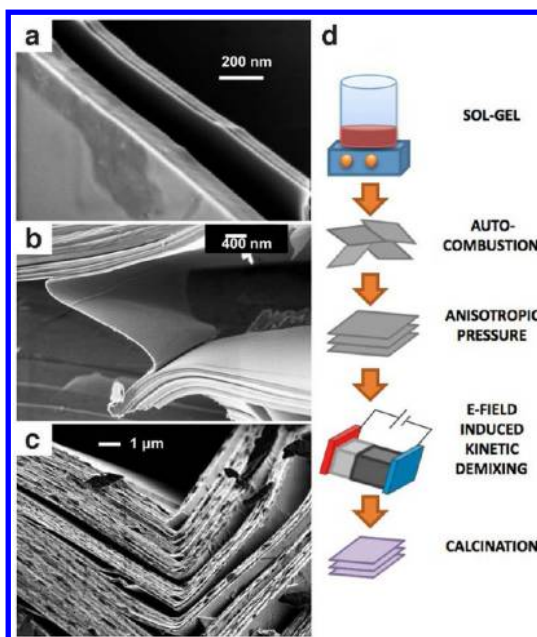 a
200 nm
b
400 nm
c
1 µm
d
SOL-GEL
AUTO-
COMBUSTION
ANISOTROPIC
PRESSURE
E-FIELD
INDUCED
KINETIC
DEMIXING
CALCINATION